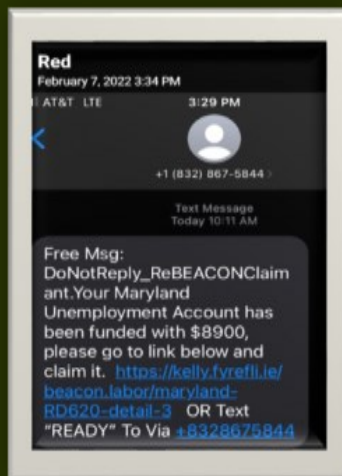 Red
February 7, 2022 3:34 PM
AT&T LTE 3:29 PM
+1 (832) 867-5844
Text Message
Today 10:11 AM
Free Msg:
DoNotReply_ReBEACONClaim
ant.Your Maryland
Unemployment Account has
been funded with $8900,
please go to link below and
claim it. https://kelly.fyrefli.ie/
beacon.labor/maryland-
RD620-detail-3 OR Text
"READY" To Via +8328675844